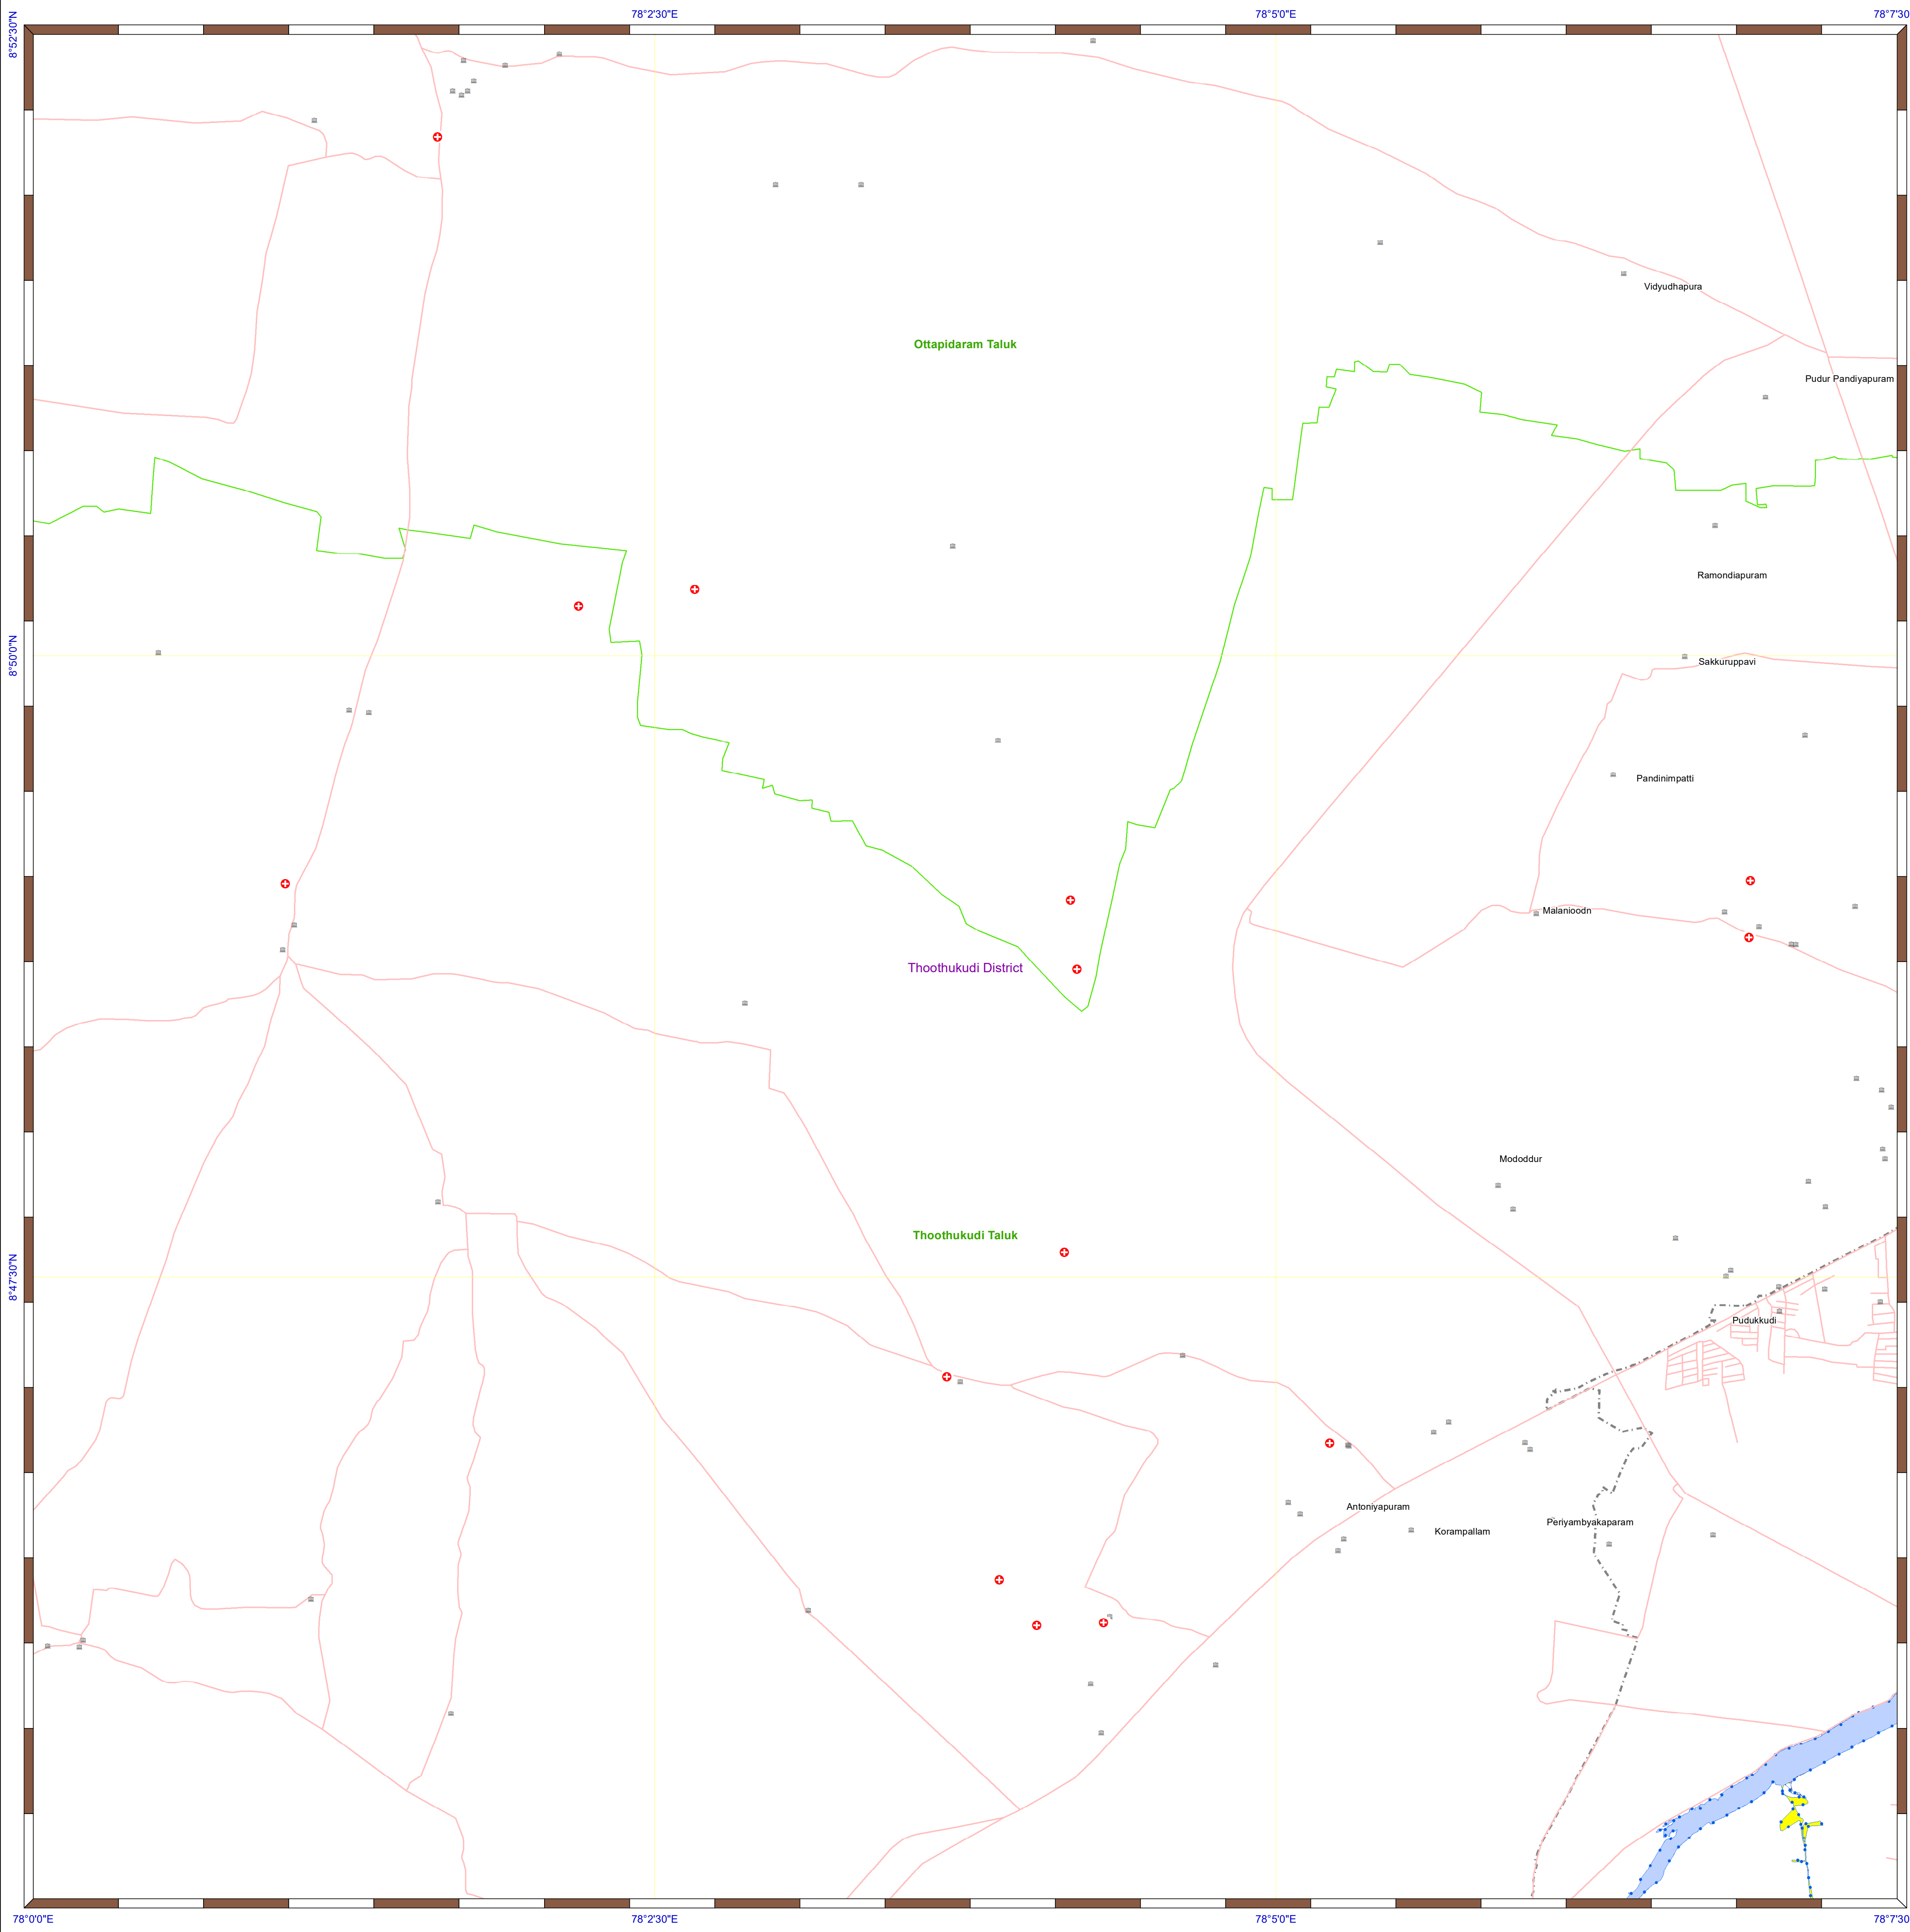 78°2'30"E
78°5'0"E
78°7'30
8°52'30"N
Vidyudhapura
Ottapidaram Taluk
Pudur Pandiyapuram
Ramondiapuram
8°50'0"N
Sakkuruppavi
Pandinimpatti
Malanioodn
Thoothukudi District
Mododdur
Thoothukudi Taluk
8°47'30"N
Pudukkudi
Antoniyapuram
Periyambyakaparam
Korampallam
78°0'0"E
78°2'30"E
78°5'0"E
78°7'30